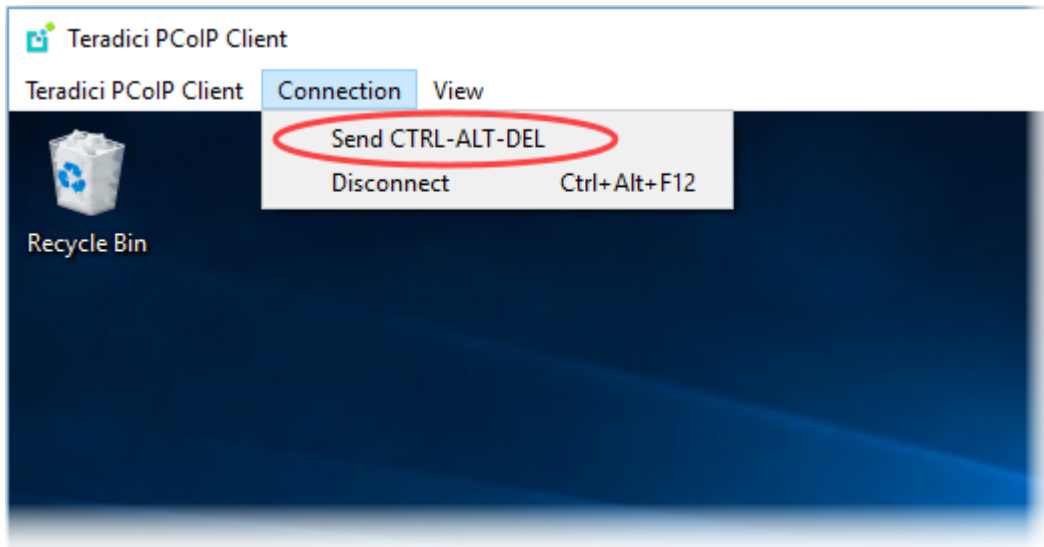 Teradici PCoIP Client
Teradici PCoIP Client Connection View
Send CTRL-ALT-DEL
Disconnect Ctrl+Alt+F12
Recycle Bin